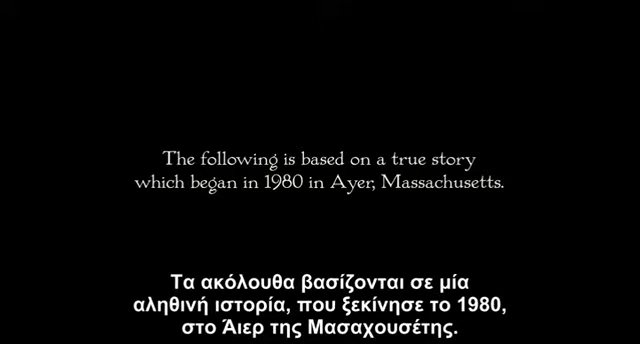 The following is based on a true story
which began in 1980 in Ayer, Massachusetts.
Τα ακόλουθα βασίζονται σε μία
αληθινή ιστορία, που ξεκίνησε το 1980,
στο Άιερ της Μασαχουσέτης.